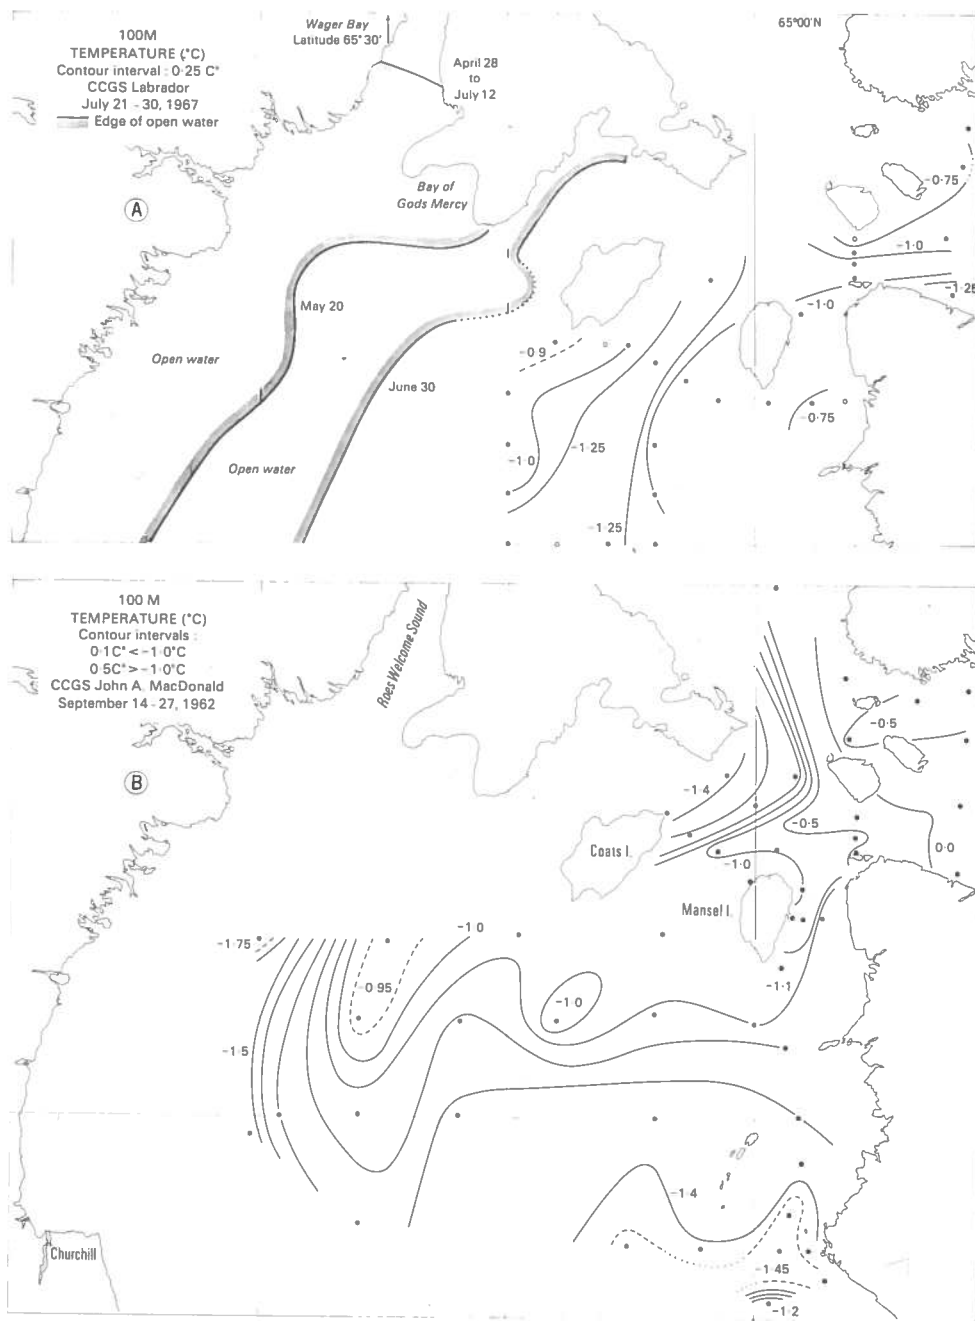 100M
TEMPERATURE (°C)
Contour interval : 0·25 C°
CCGS Labrador
July 21 - 30, 1967
Edge of open water
Wager Bay
Latitude 65° 30'
April 28
to
July 12
65°00'N
A
Bay of
Gods Mercy
May 20
Open water
June 30
Open water
-0·75
-1·0
-1·25
-1·0
-0·9
-0·75
-1·25
-1·0
-1·25
100 M
TEMPERATURE (°C)
Contour intervals :
0·1C° < -1·0°C
0·5C° > -1·0°C
CCGS John A. MacDonald
September 14 - 27, 1962
Roes Welcome Sound
B
-0·5
-1·4
-0·5
Coats I.
-1·0
0·0
Mansel I.
-1·75
-1·0
-1·1
-0·95
-1·0
-1·5
-1·4
Churchill
-1·45
-1·2